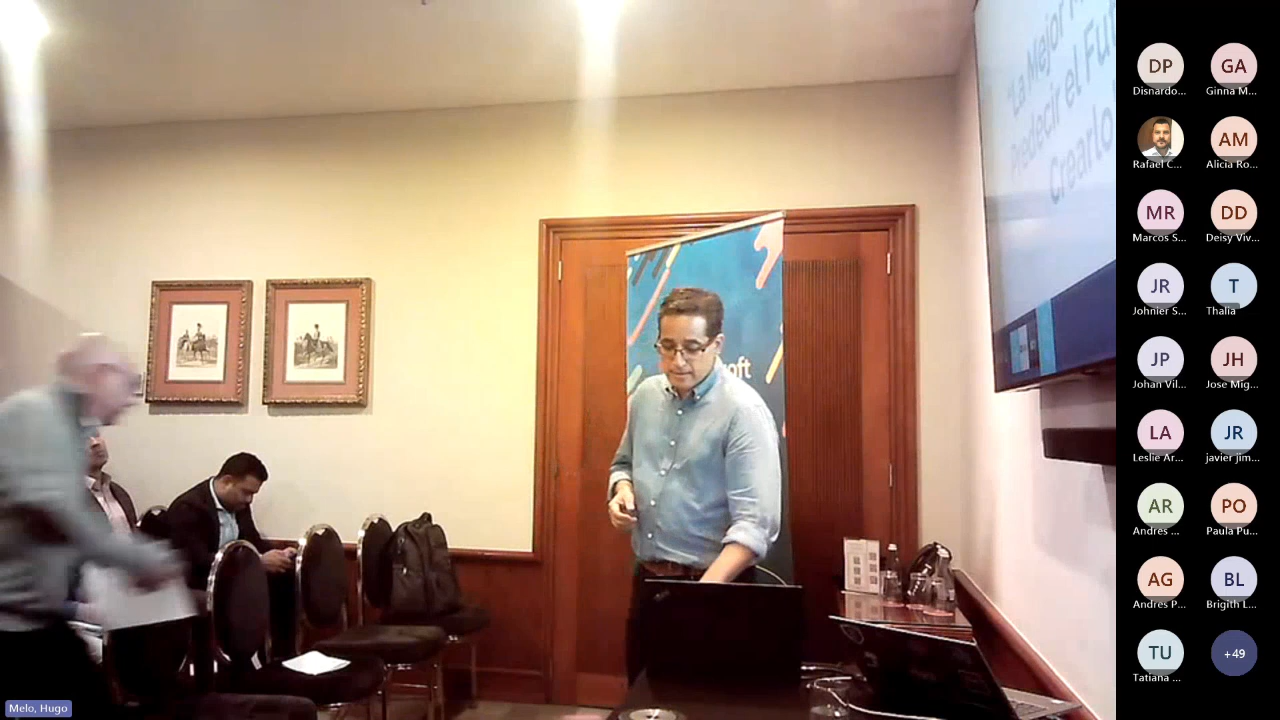 "La Mejor
Predecir el Fut
Crearlo
oft
DP
Disnardo...
GA
Ginna M...
Rafael C...
AM
Alicia Ro...
MR
Marcos S...
DD
Deisy Viv...
JR
Johnier S...
T
Thalia
JP
Johan Vil...
JH
Jose Mig...
LA
Leslie Ar...
JR
javier jim...
AR
Andres ...
PO
Paula Pu...
AG
Andres P...
BL
Brigith L...
TU
Tatiana ...
+49
Melo, Hugo